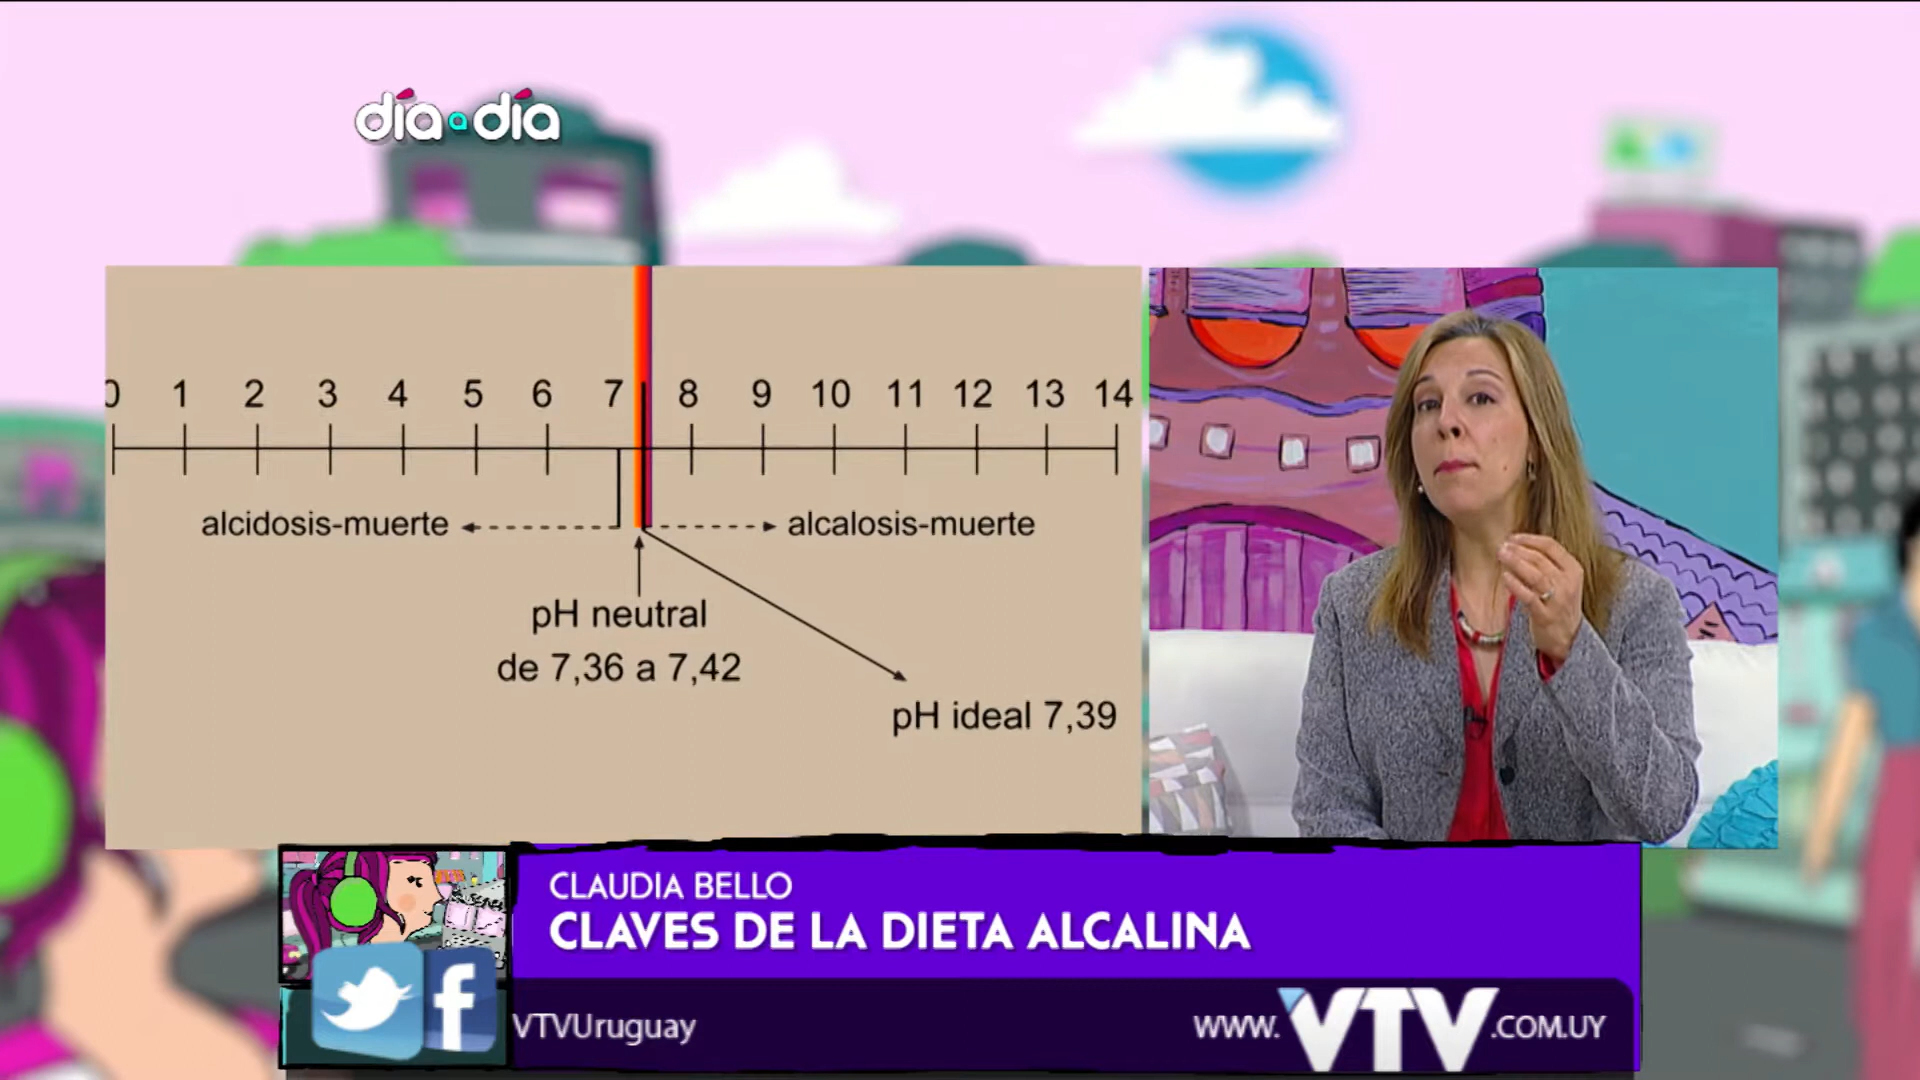 día a día
0 1 2 3 4 5 6 7 8 9 10 11 12 13 14
alcidosis-muerte
alcalosis-muerte
pH neutral
de 7,36 a 7,42
pH ideal 7,39
CLAUDIA BELLO
CLAVES DE LA DIETA ALCALINA
VTVUruguay
WWW.VTV.COM.UY